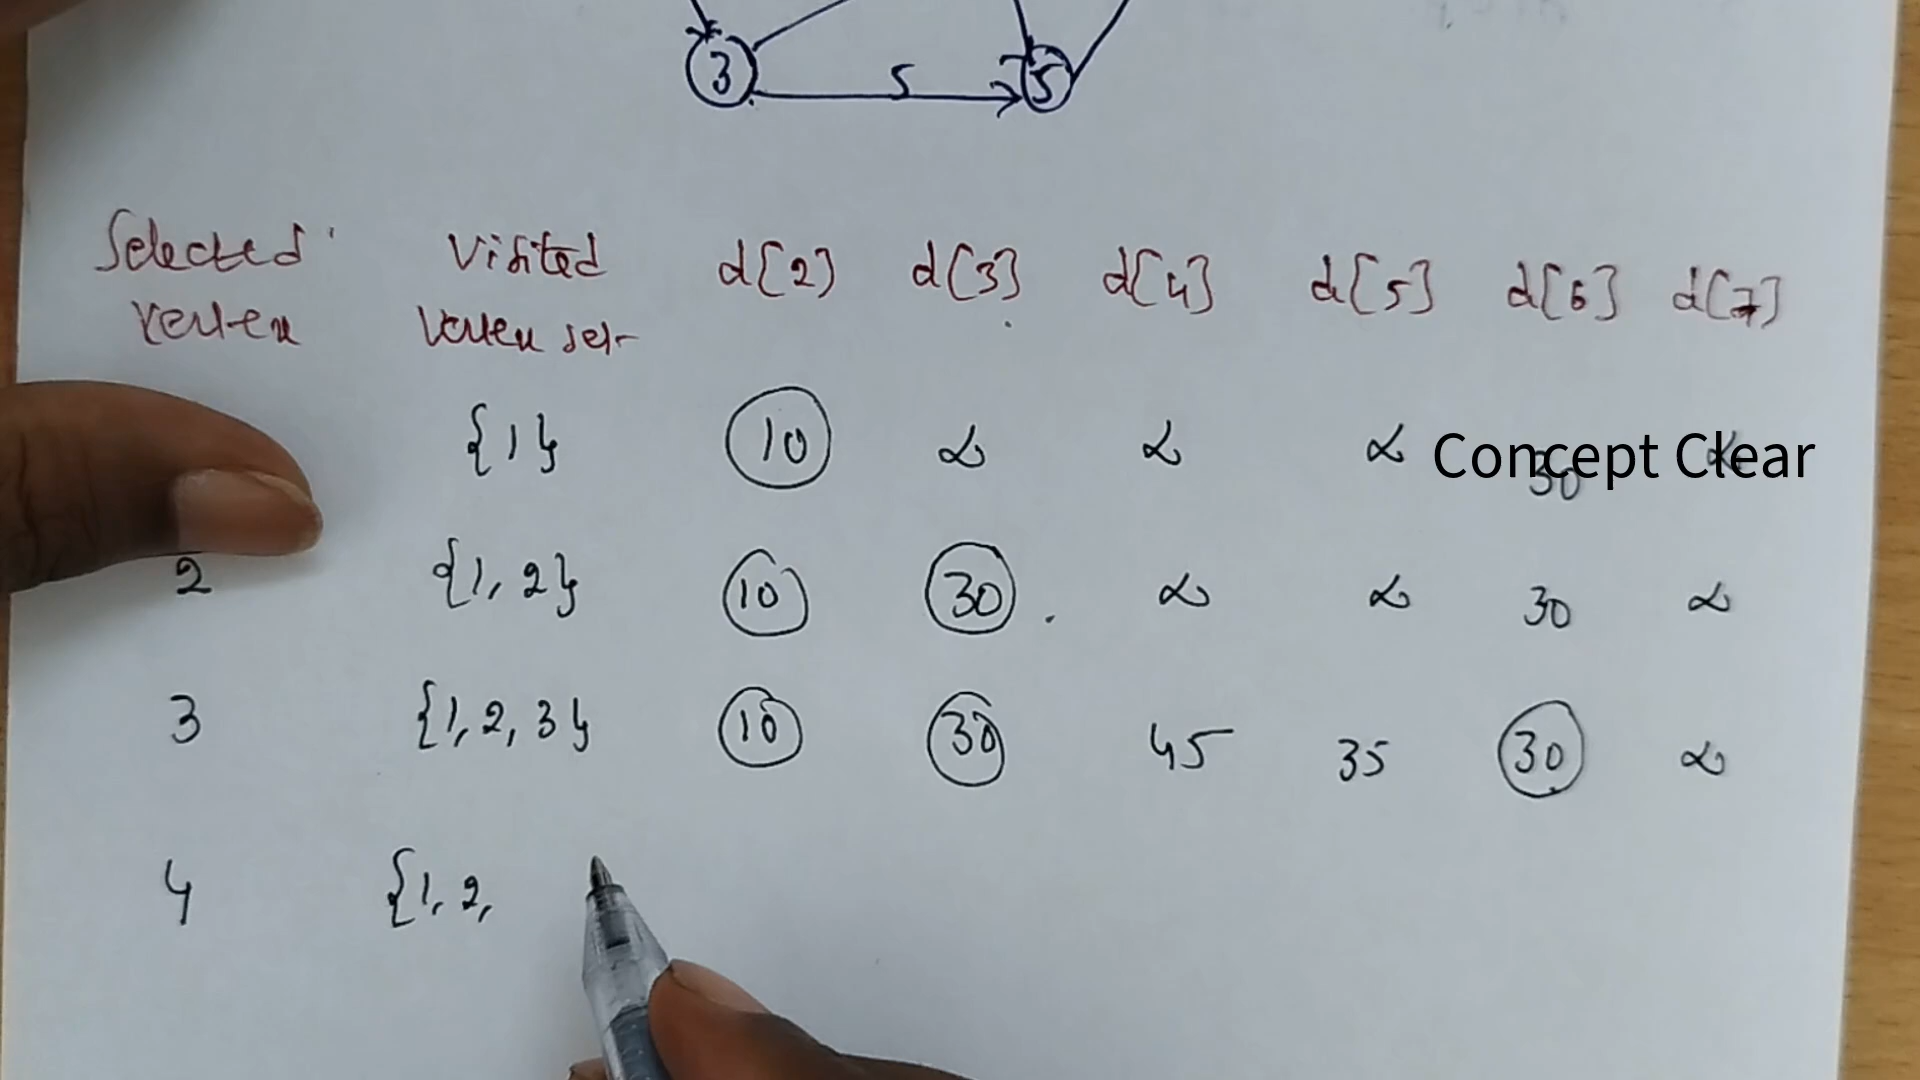 3 5 5
Selected Visited d[2] d[3] d[4] d[5] d[6] d[7]
vertex vertex set
{1} 10 α α α 30 α
Concept Clear
2 {1, 2} 10 30 α α 30 α
3 {1, 2, 3} 10 30 45 35 30 α
4 {1, 2,